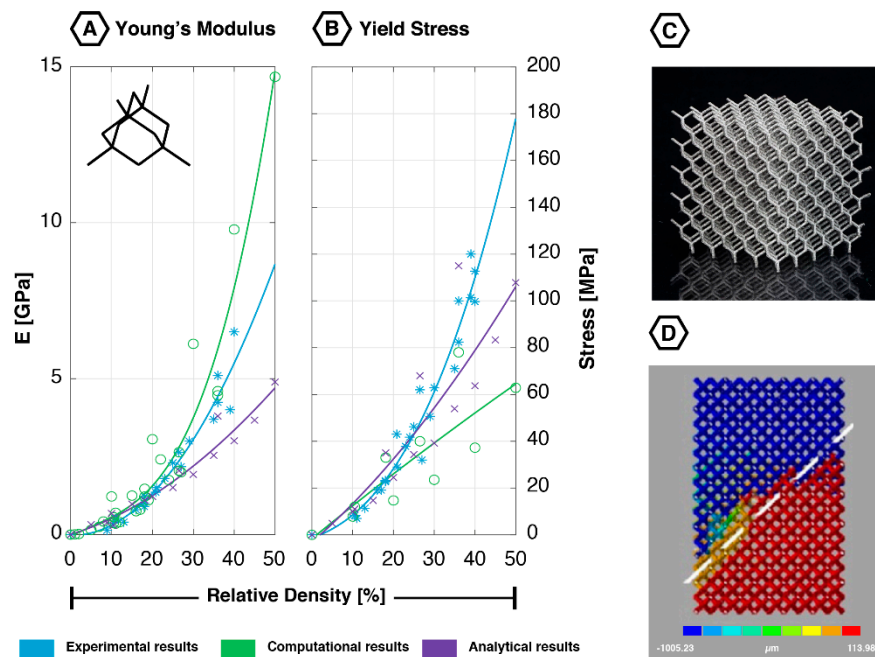 A Young's Modulus
B Yield Stress
C
15
10
5
0
E [GPa]
200
180
160
140
120
100
80
60
40
20
0
Stress [MPa]
0 10 20 30 40 50
0 10 20 30 40 50
Relative Density [%]
Experimental results
Computational results
Analytical results
D
-1005.23 µm 113.98